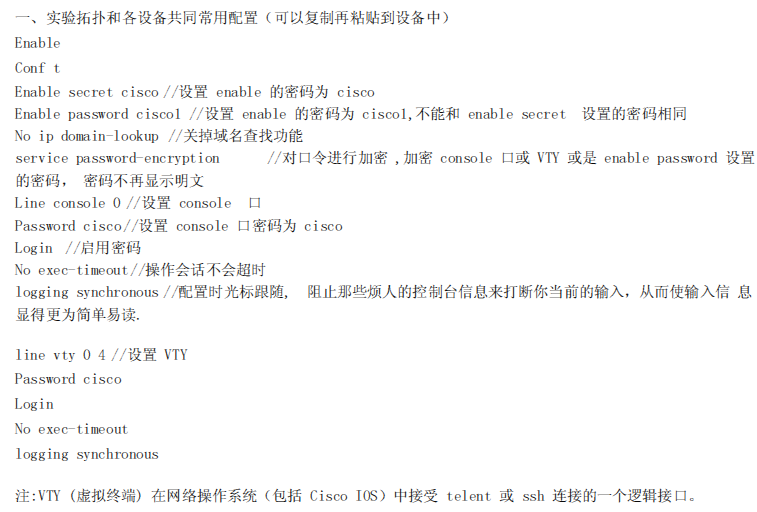 一、实验拓扑和各设备共同常用配置（可以复制再粘贴到设备中）
Enable
Conf t
Enable secret cisco //设置 enable 的密码为 cisco
Enable password cisco1 //设置 enable 的密码为 cisco1,不能和 enable secret 设置的密码相同
No ip domain-lookup //关掉域名查找功能
service password-encryption //对口令进行加密 ,加密 console 口或 VTY 或是 enable password 设置
的密码， 密码不再显示明文
Line console 0 //设置 console 口
Password cisco//设置 console 口密码为 cisco
Login //启用密码
No exec-timeout//操作会话不会超时
logging synchronous //配置时光标跟随, 阻止那些烦人的控制台信息来打断你当前的输入，从而使输入信 息
显得更为简单易读.
line vty 0 4 //设置 VTY
Password cisco
Login
No exec-timeout
logging synchronous
注:VTY (虚拟终端) 在网络操作系统（包括 Cisco IOS）中接受 telent 或 ssh 连接的一个逻辑接口。